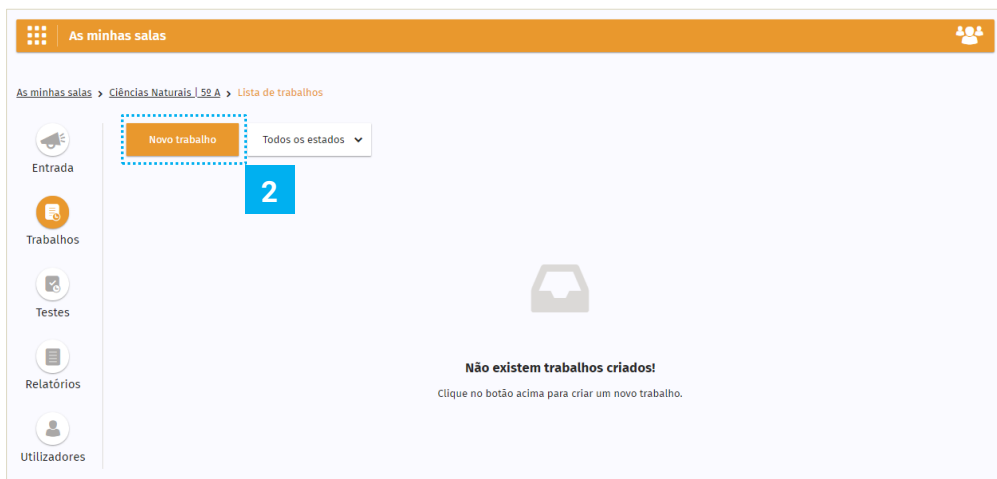 As minhas salas
As minhas salas > Ciências Naturais | 5º A > Lista de trabalhos
Novo trabalho
Todos os estados
2
Entrada
Trabalhos
Testes
Relatórios
Utilizadores
Não existem trabalhos criados!
Clique no botão acima para criar um novo trabalho.